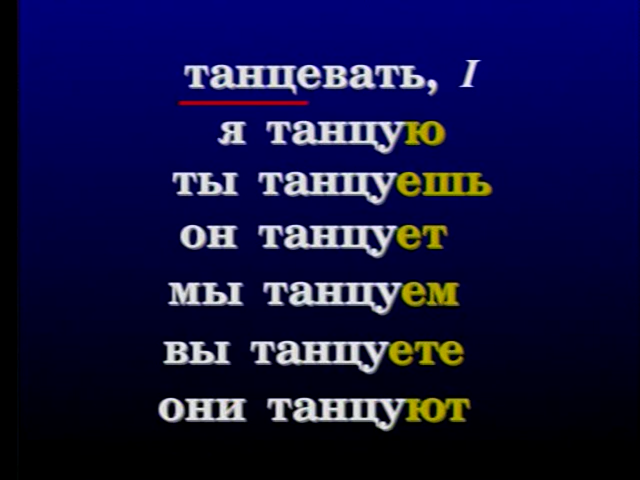 танцевать, I
я танцую
ты танцуешь
он танцует
мы танцуем
вы танцуете
они танцуют